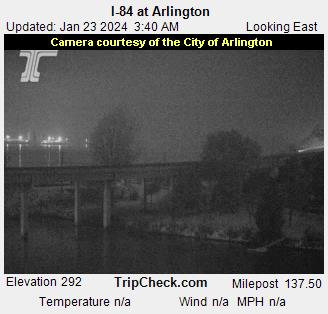 I-84 at Arlington
Updated: Jan 23 2024 3:40 AM Looking East
Camera courtesy of the City of Arlington
Elevation 292 TripCheck.com Milepost 137.50
Temperature n/a Wind n/a MPH n/a